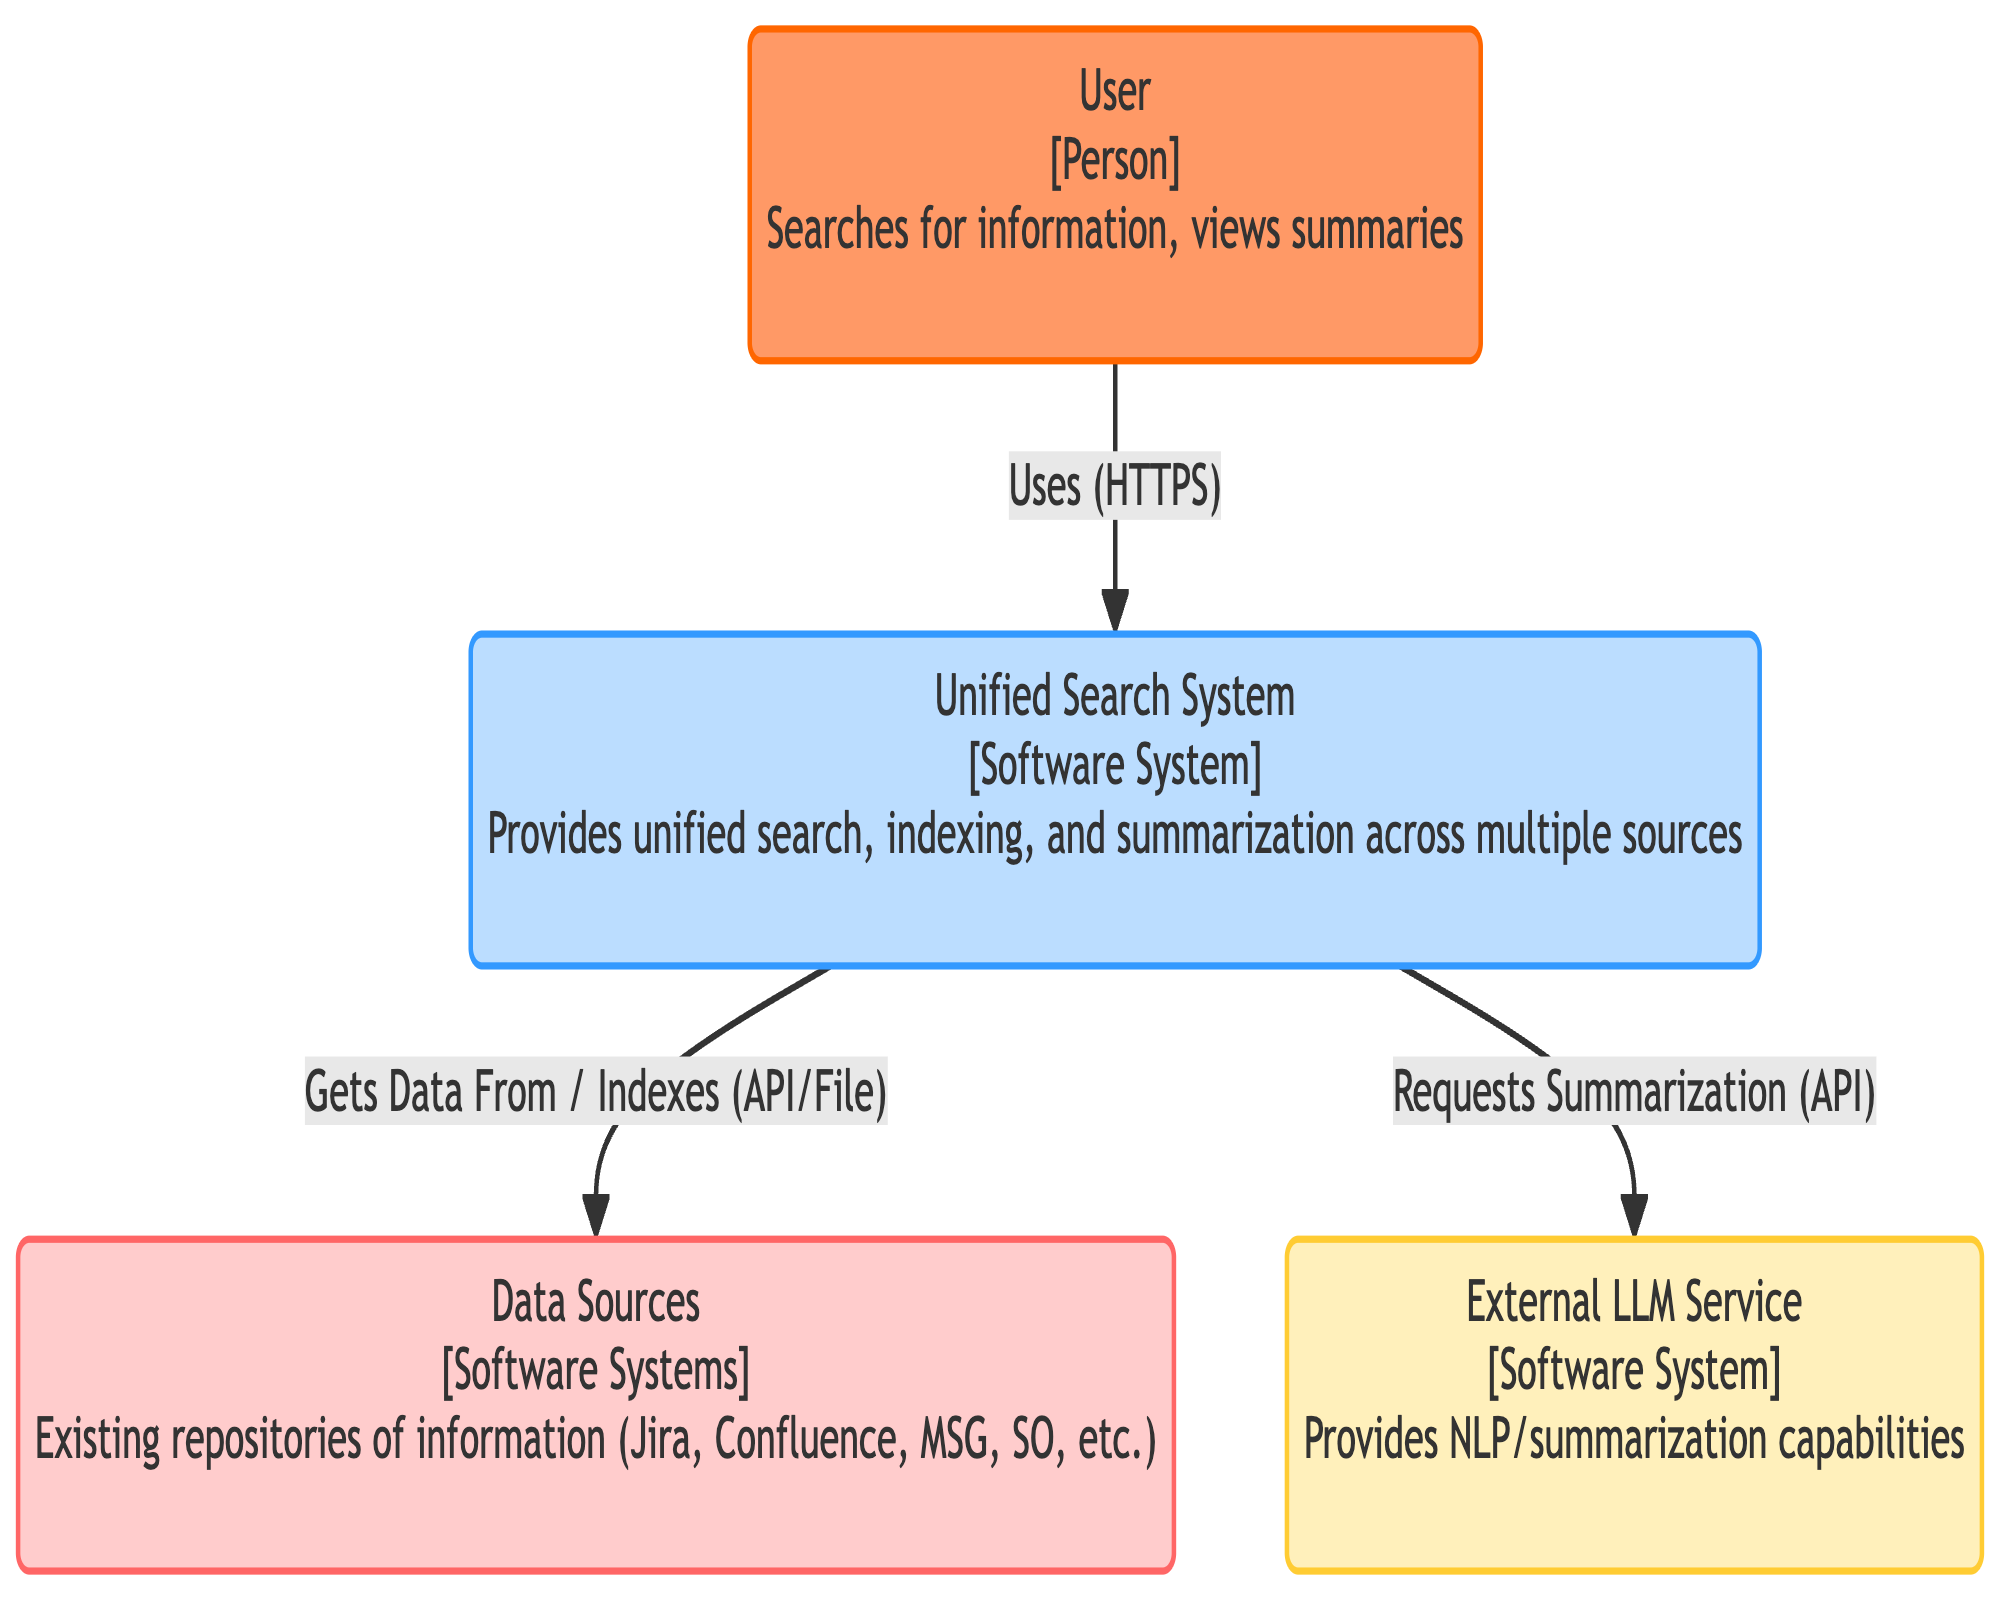 User
[Person]
Searches for information, views summaries
Uses (HTTPS)
Unified Search System
[Software System]
Provides unified search, indexing, and summarization across multiple sources
Gets Data From / Indexes (API/File)
Requests Summarization (API)
Data Sources
[Software Systems]
Existing repositories of information (Jira, Confluence, MSG, SO, etc.)
External LLM Service
[Software System]
Provides NLP/summarization capabilities